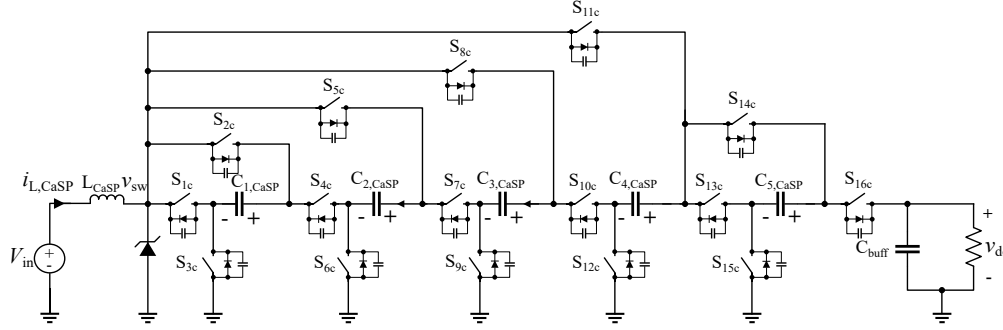 S11c
S8c
S5c
S14c
S2c
iL,CaSP
LCaSP
vsw
S1c
C1,CaSP
S4c
C2,CaSP
S7c
C3,CaSP
S10c
C4,CaSP
S13c
C5,CaSP
S16c
- +
- +
- +
- +
- +
+
Vin
+
-
S3c
S6c
S9c
S12c
S15c
Cbuff
vd
-